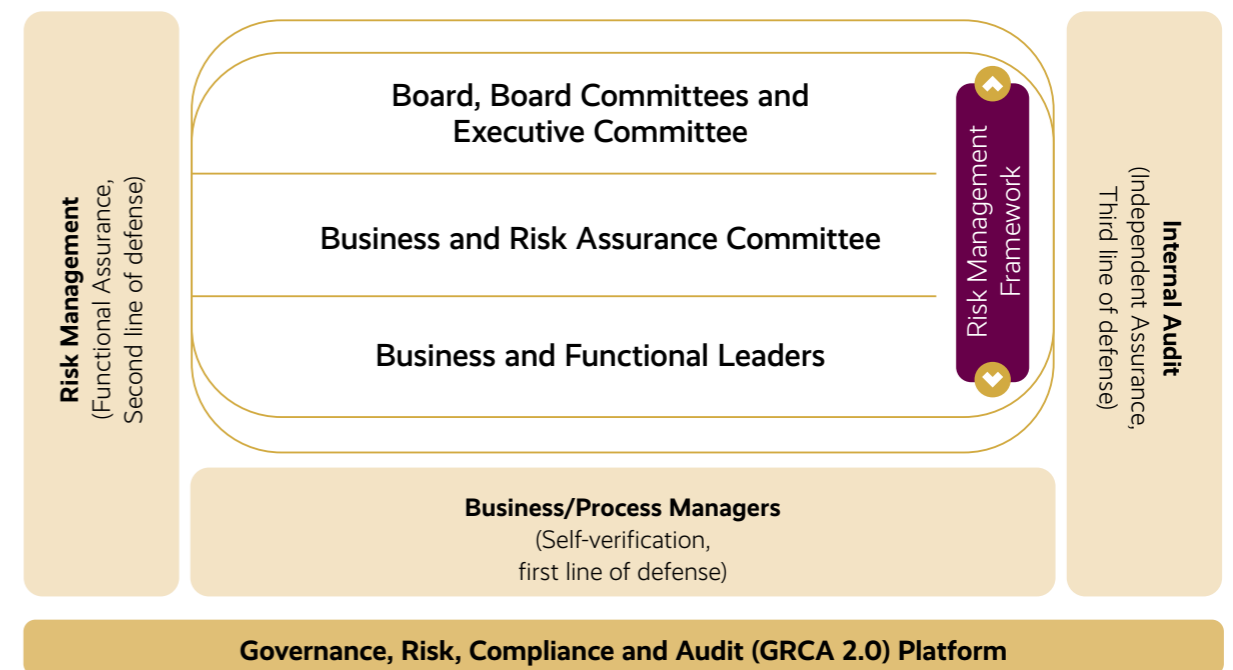 Risk Management
(Functional Assurance,
Second line of defense)
Board, Board Committees and
Executive Committee
Business and Risk Assurance Committee
Business and Functional Leaders
Risk Management
Framework
Internal Audit
(Independent Assurance,
Third line of defense)
Business/Process Managers
(Self-verification,
first line of defense)
Governance, Risk, Compliance and Audit (GRCA 2.0) Platform